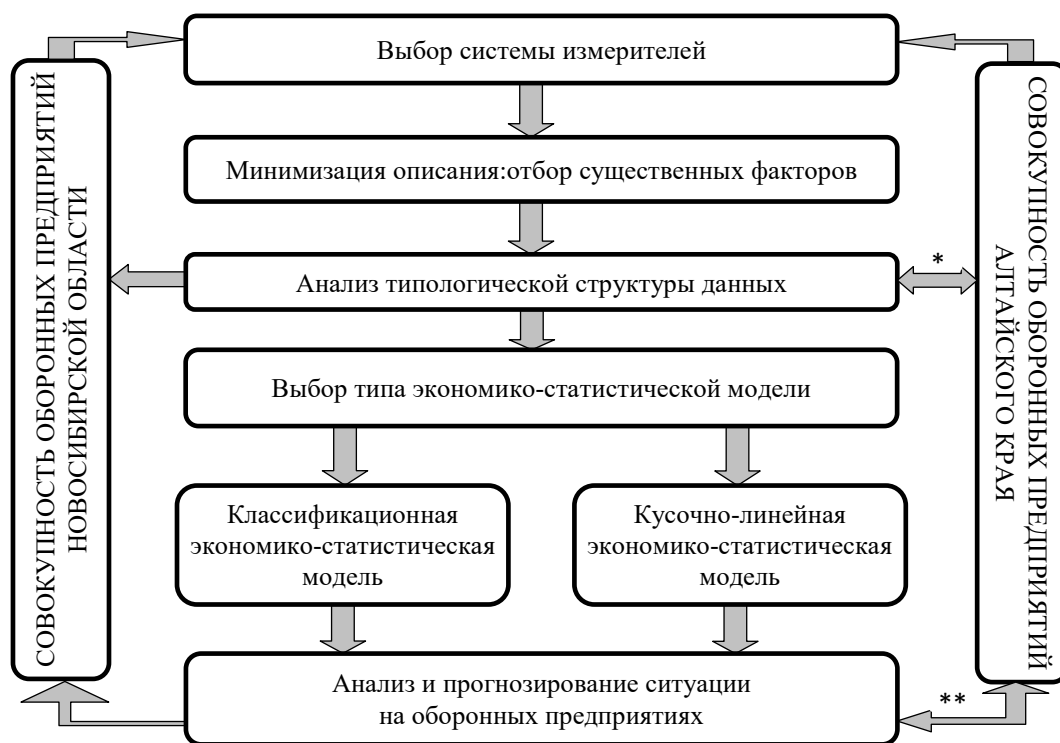 Выбор системы измерителей
Минимизация описания:отбор существенных факторов
Анализ типологической структуры данных
*
Выбор типа экономико-статистической модели
Классификационная
экономико-статистическая
модель
Кусочно-линейная
экономико-статистическая
модель
Анализ и прогнозирование ситуации
на оборонных предприятиях
**
СОВОКУПНОСТЬ ОБОРОННЫХ ПРЕДПРИЯТИЙ
НОВОСИБИРСКОЙ ОБЛАСТИ
СОВОКУПНОСТЬ ОБОРОННЫХ ПРЕДПРИЯТИЙ
АЛТАЙСКОГО КРАЯ